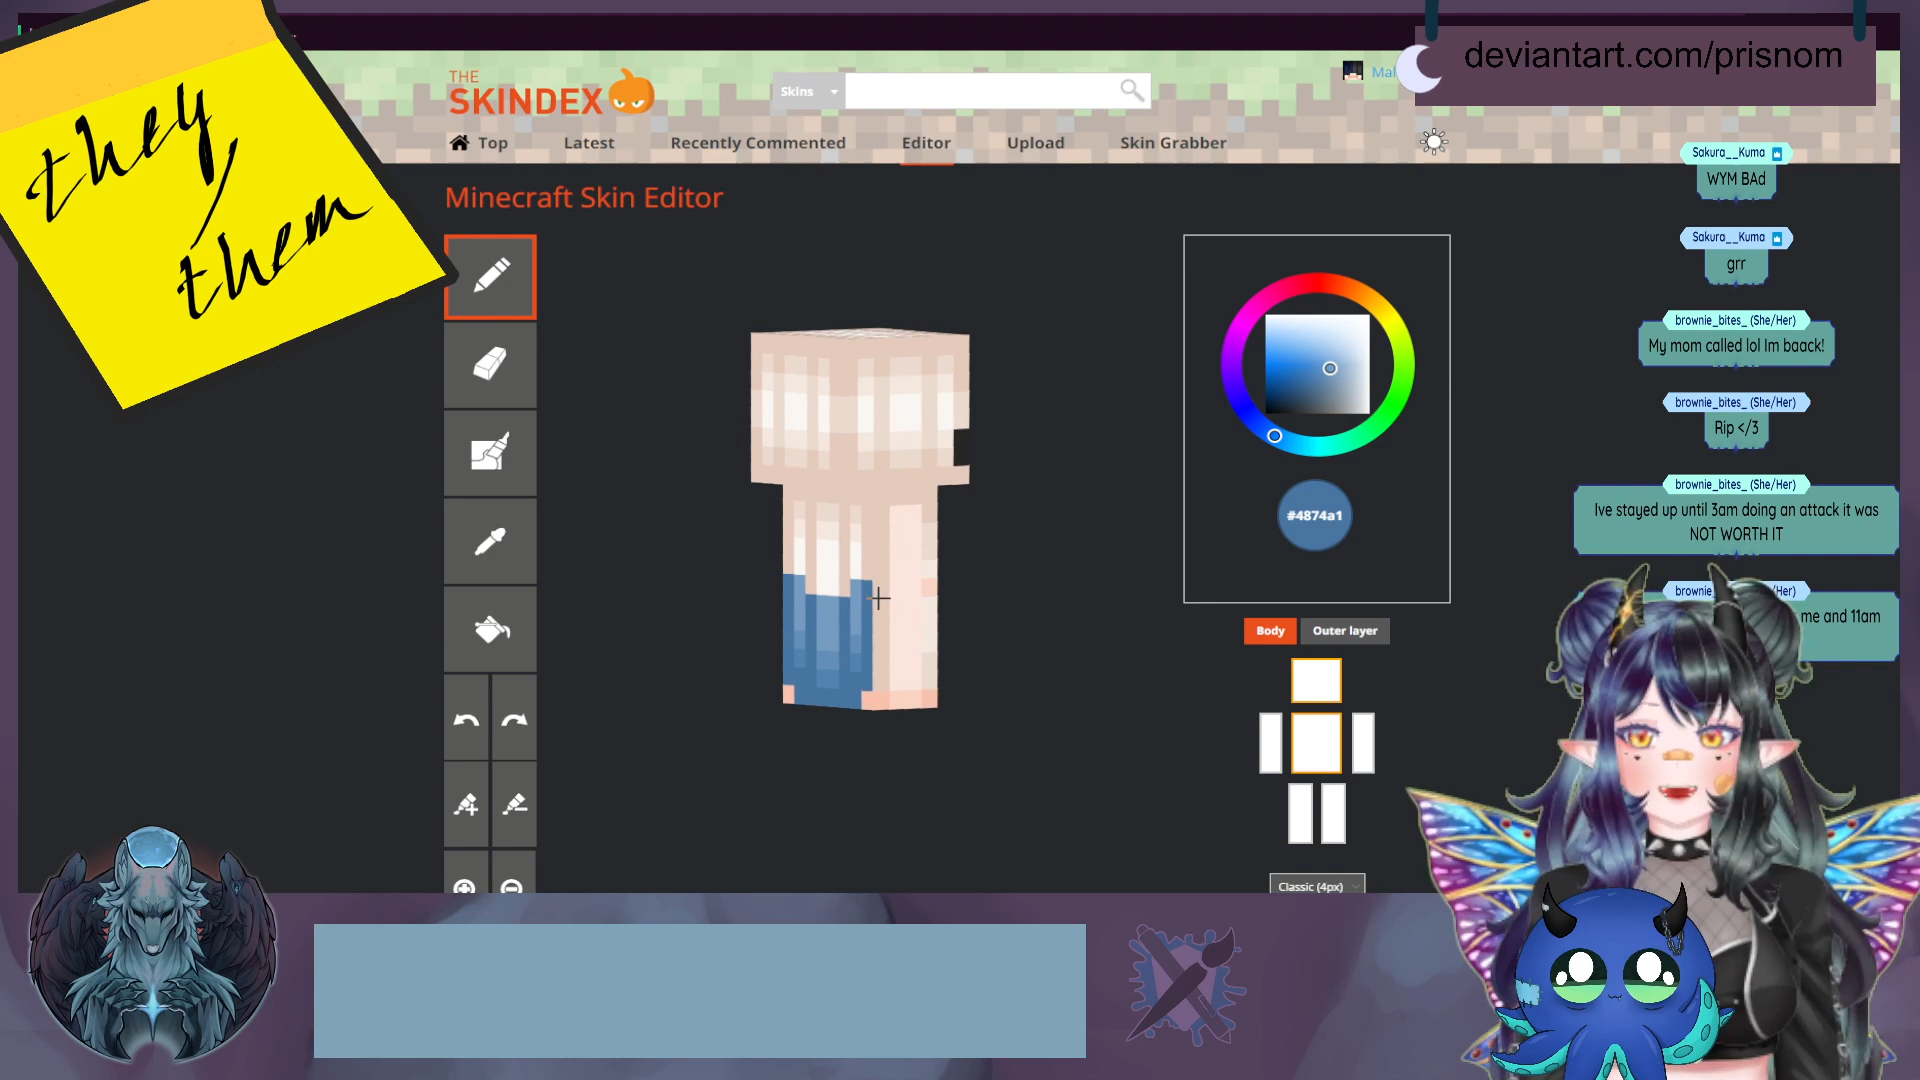 they
/
them
THE
SKINDEX
Skins
Mal
deviantart.com/prisnom
Top
Latest
Recently Commented
Editor
Upload
Skin Grabber
Minecraft Skin Editor
#4874a1
Body
Outer layer
Classic (4px)
Sakura__Kuma
WYM BAd
Sakura__Kuma
grr
brownie_bites_ (She/Her)
My mom called lol Im baack!
brownie_bites_ (She/Her)
Rip </3
brownie_bites_ (She/Her)
Ive stayed up until 3am doing an attack it was
NOT WORTH IT
brownie /Her)
me and 11am